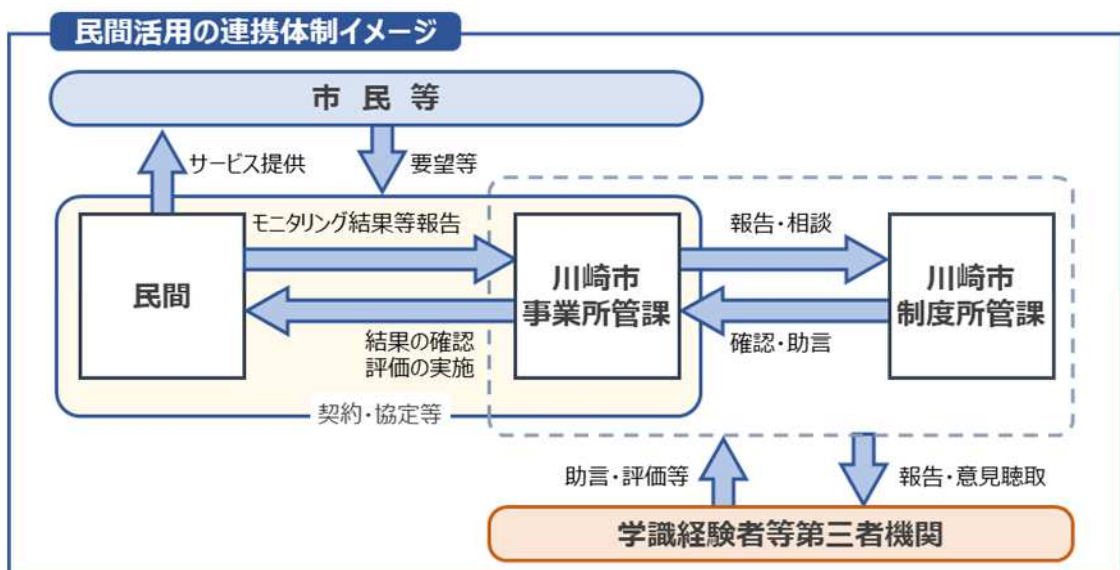 民間活用の連携体制イメージ
市 民 等
サービス提供
要望等
モニタリング結果等報告
報告・相談
民間
川崎市
事業所管課
川崎市
制度所管課
結果の確認
評価の実施
確認・助言
契約・協定等
助言・評価等
報告・意見聴取
学識経験者等第三者機関